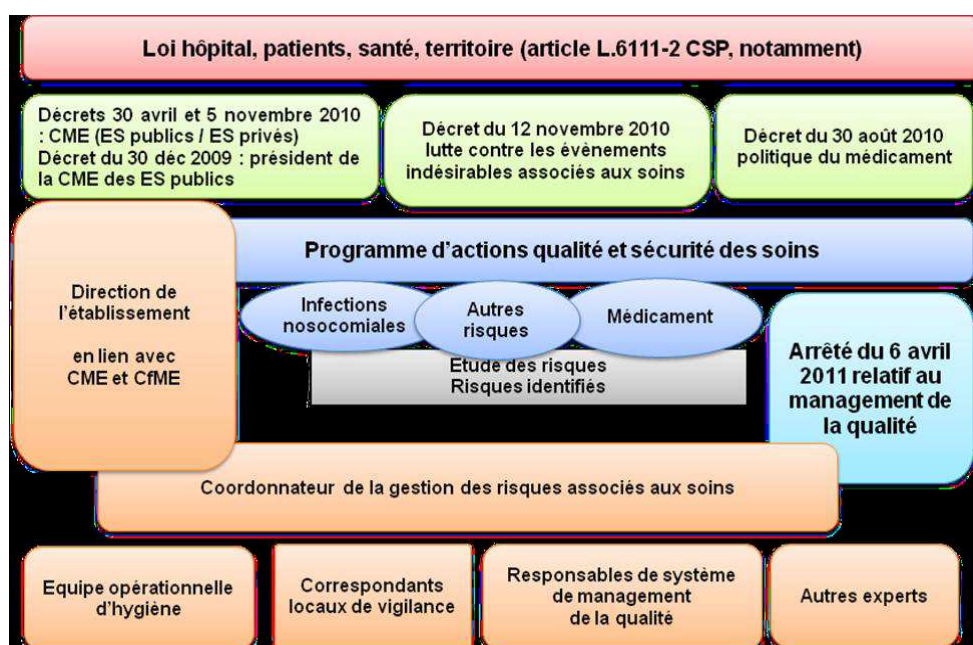 Loi hôpital, patients, santé, territoire (article L.6111-2 CSP, notamment)
Décrets 30 avril et 5 novembre 2010
: CME (ES publics / ES privés)
Décret du 30 déc 2009 : président de
la CME des ES publics
Décret du 12 novembre 2010
lutte contre les évènements
indésirables associés aux soins
Décret du 30 août 2010
politique du médicament
Programme d'actions qualité et sécurité des soins
Direction de
l'établissement
en lien avec
CME et CfME
Infections
nosocomiales
Autres
risques
Médicament
Etude des risques
Risques identifiés
Arrêté du 6 avril
2011 relatif au
management de
la qualité
Coordonnateur de la gestion des risques associés aux soins
Equipe opérationnelle
d'hygiène
Correspondants
locaux de vigilance
Responsables de système
de management
de la qualité
Autres experts